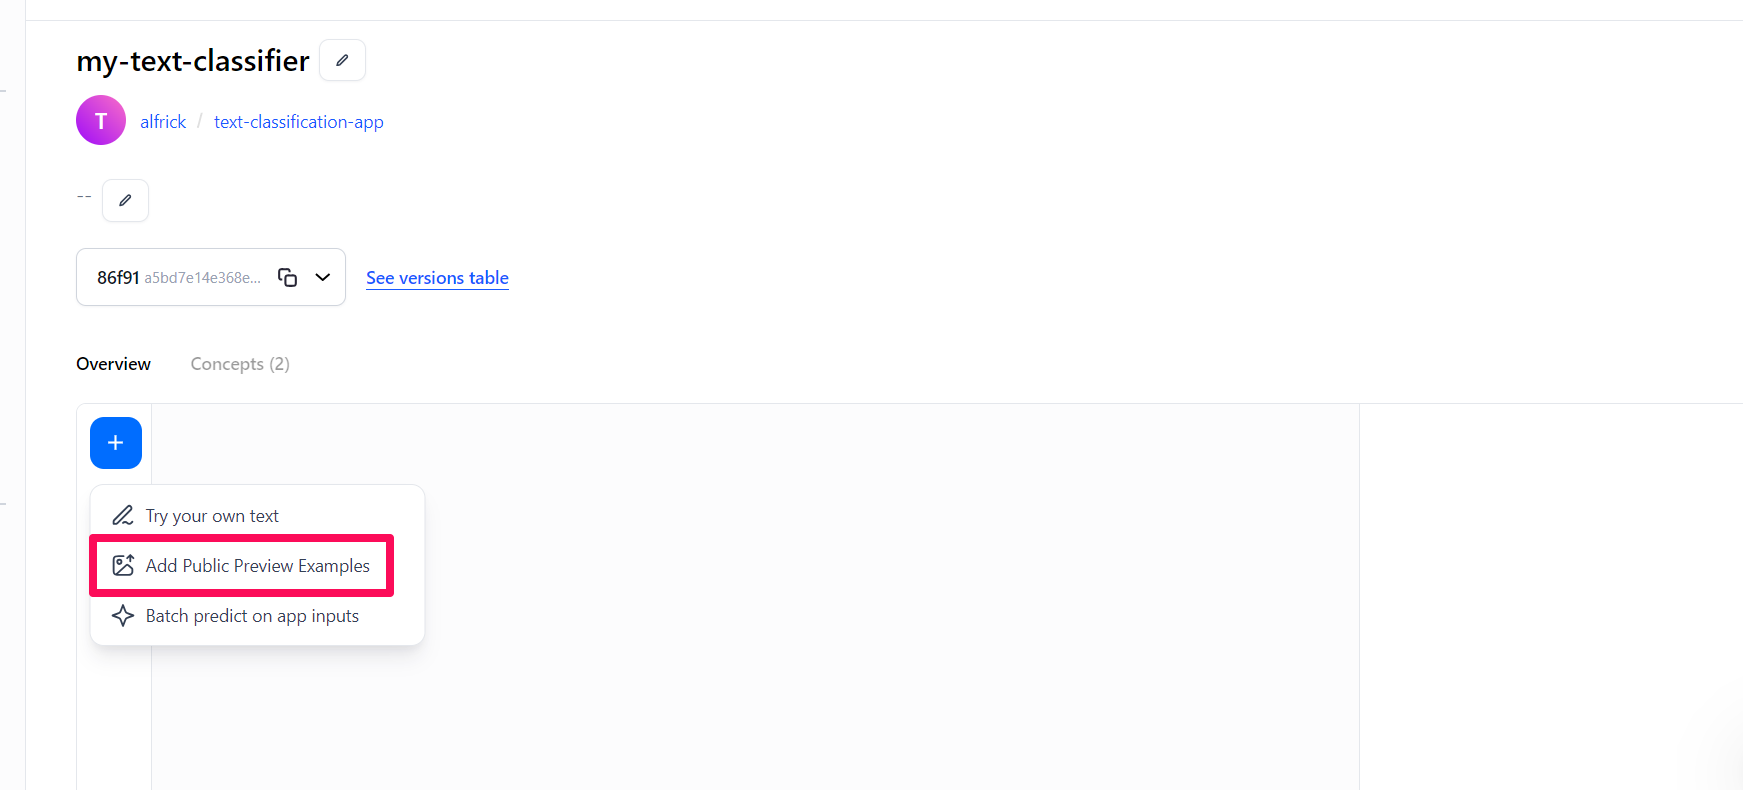 my-text-classifier
T
alfrick / text-classification-app
--
86f91 a5bd7e14e368e... See versions table
Overview Concepts (2)
+
Try your own text
Add Public Preview Examples
Batch predict on app inputs